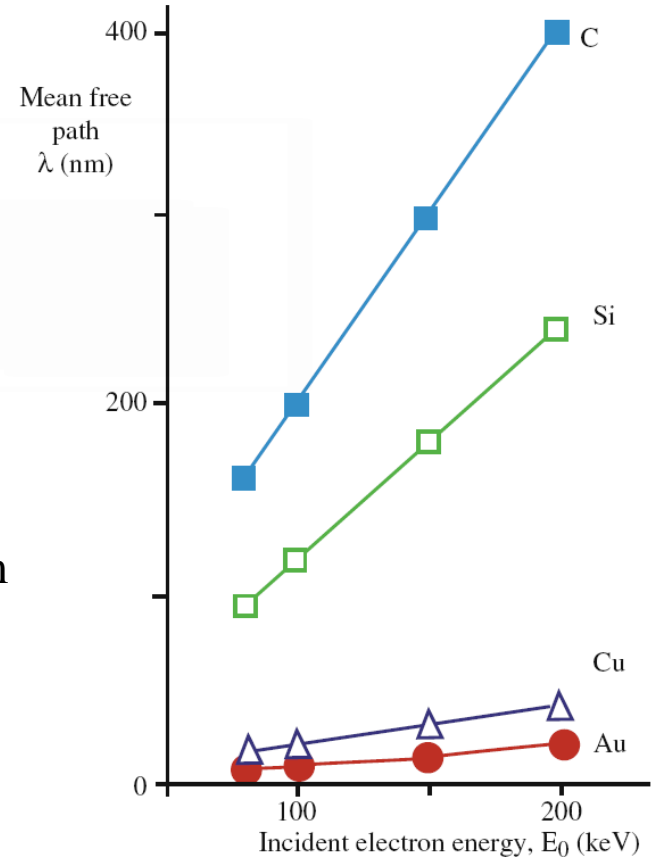 400
C
Mean free
path
λ (nm)
Si
200
n
Cu
Au
0
100
200
Incident electron energy, E₀ (keV)